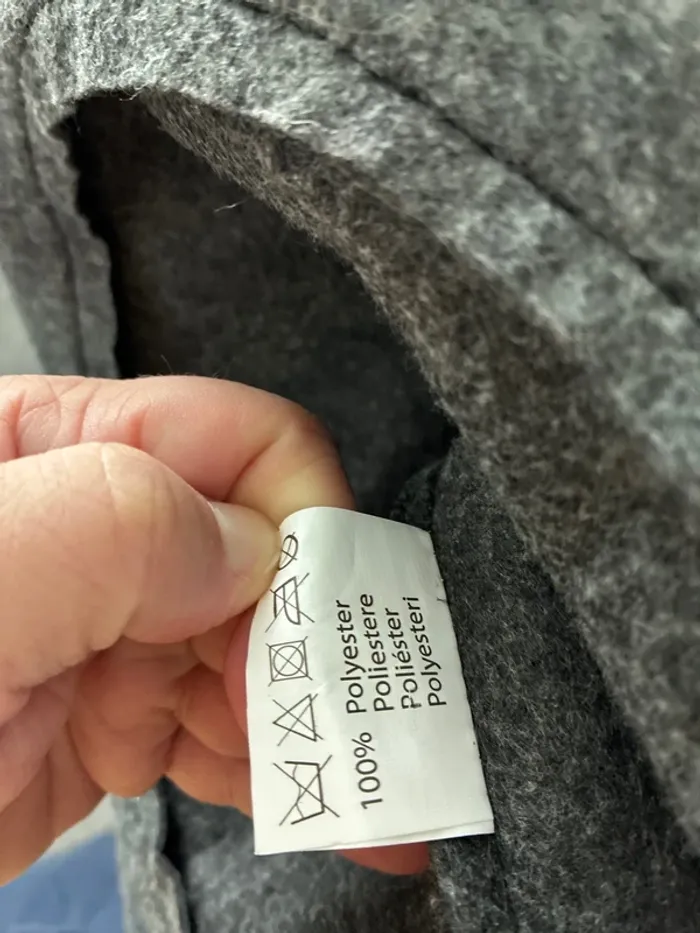 100% Polyester
Poliestere
Poliéster
Polyesteri